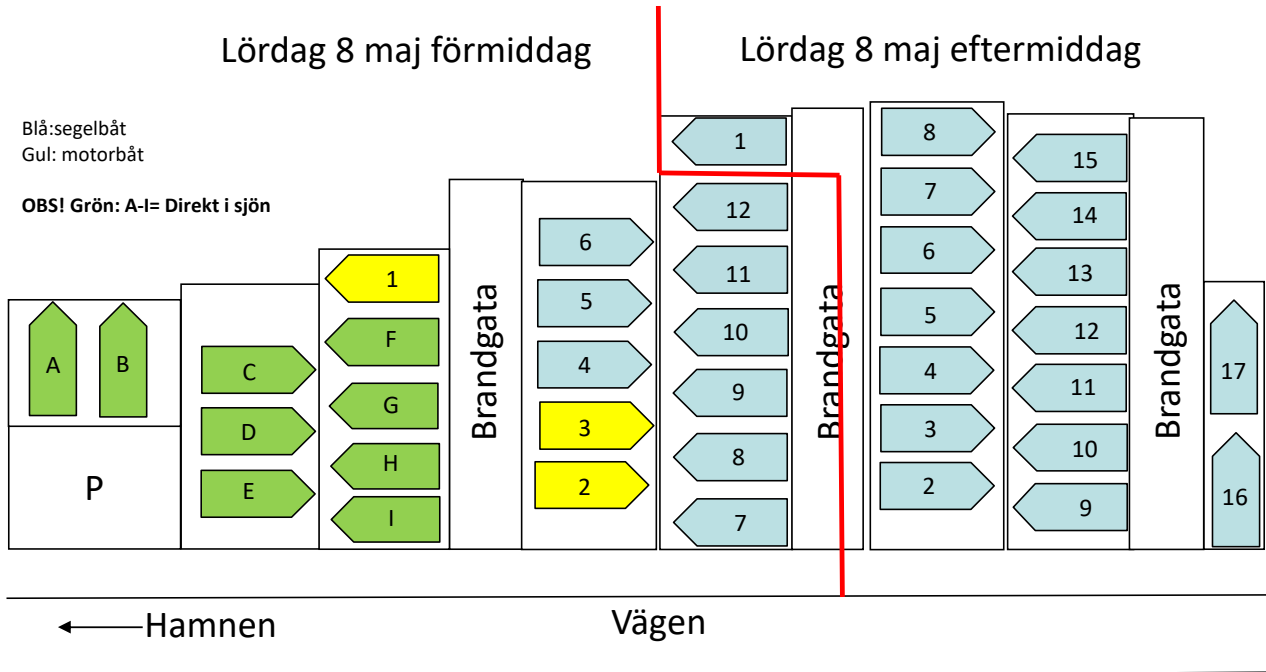 Lördag 8 maj förmiddag
Lördag 8 maj eftermiddag
Blå:segelbåt
Gul: motorbåt
OBS! Grön: A-I= Direkt i sjön
A
B
P
C
D
E
1
F
G
H
I
Brandgata
6
5
4
3
2
1
12
11
10
9
8
7
Brandgata
8
7
6
5
4
3
2
15
14
13
12
11
10
9
Brandgata
17
16
Hamnen
Vägen